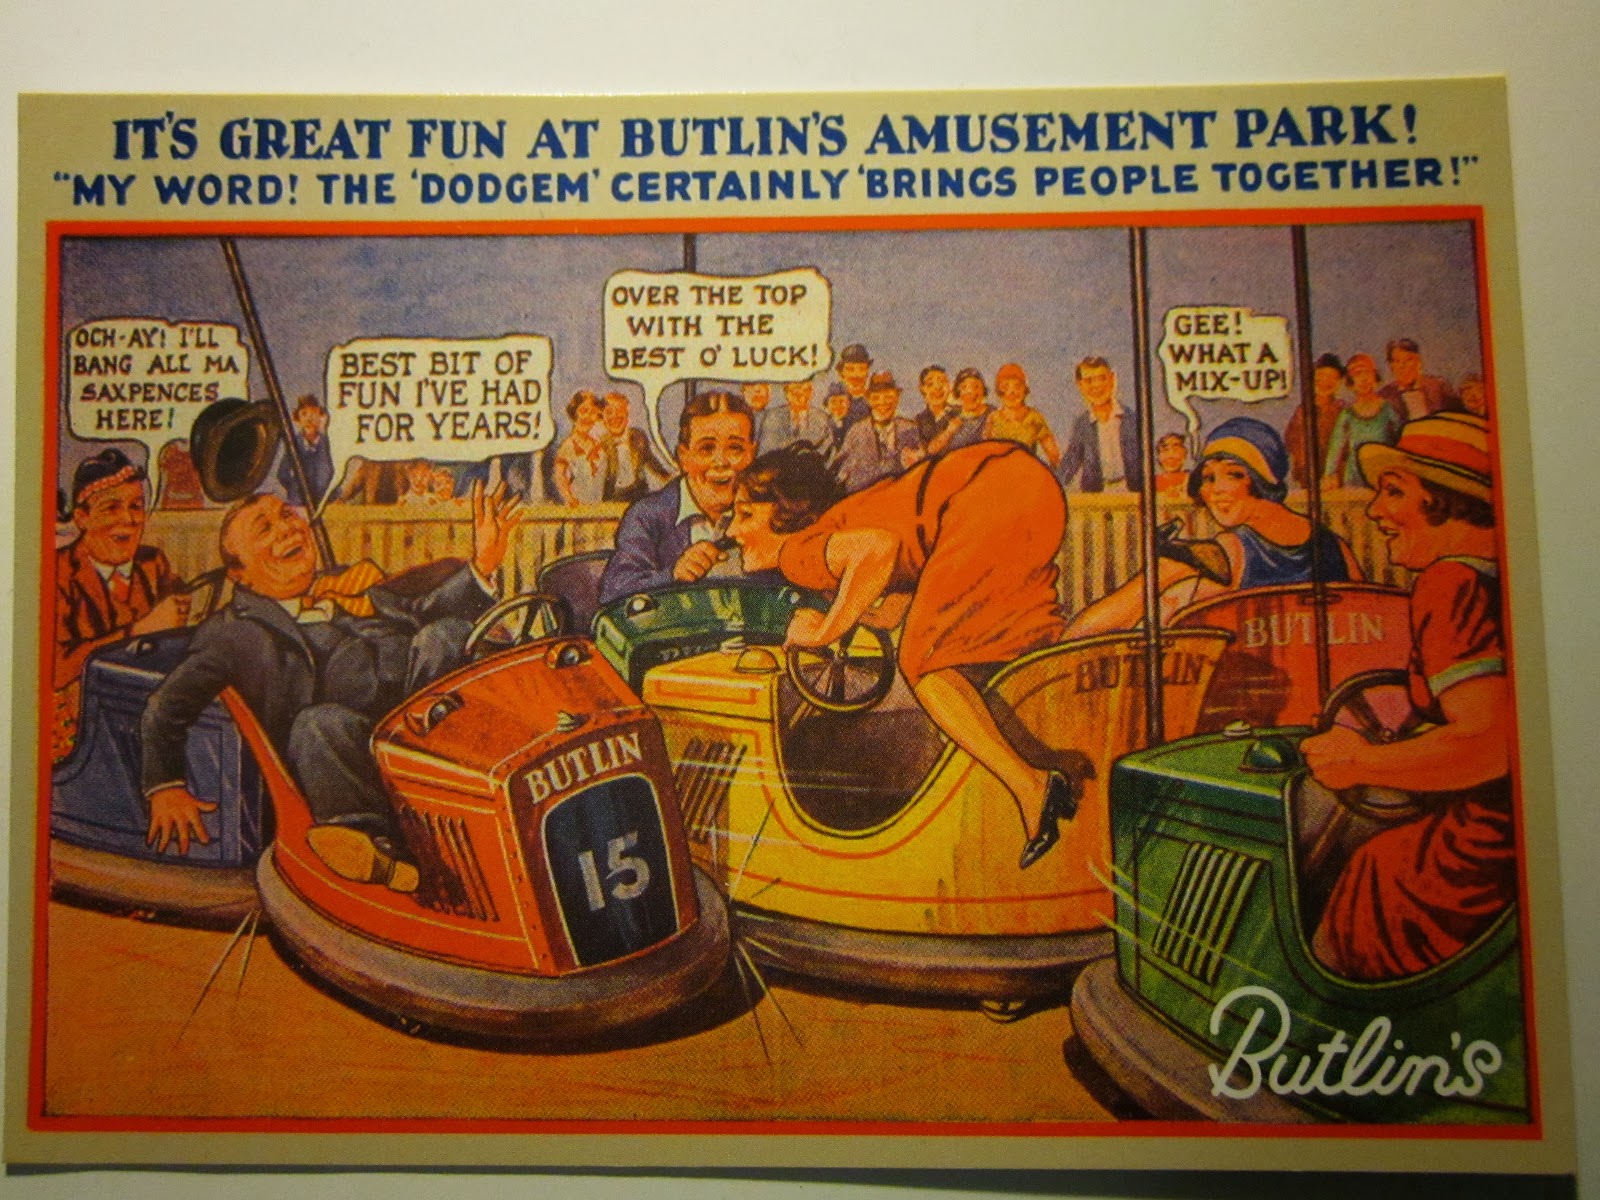 IT'S GREAT FUN AT BUTLIN'S AMUSEMENT PARK!
"MY WORD! THE 'DODGEM' CERTAINLY 'BRINGS PEOPLE TOGETHER!"
OCH-AY! I'LL
BANG ALL MA
SAXPENCES
HERE!
BEST BIT OF
FUN I'VE HAD
FOR YEARS!
OVER THE TOP
WITH THE
BEST O' LUCK!
GEE!
WHAT A
MIX-UP!
BUTLIN
BUTLIN
BUTLIN
15
Butlin's